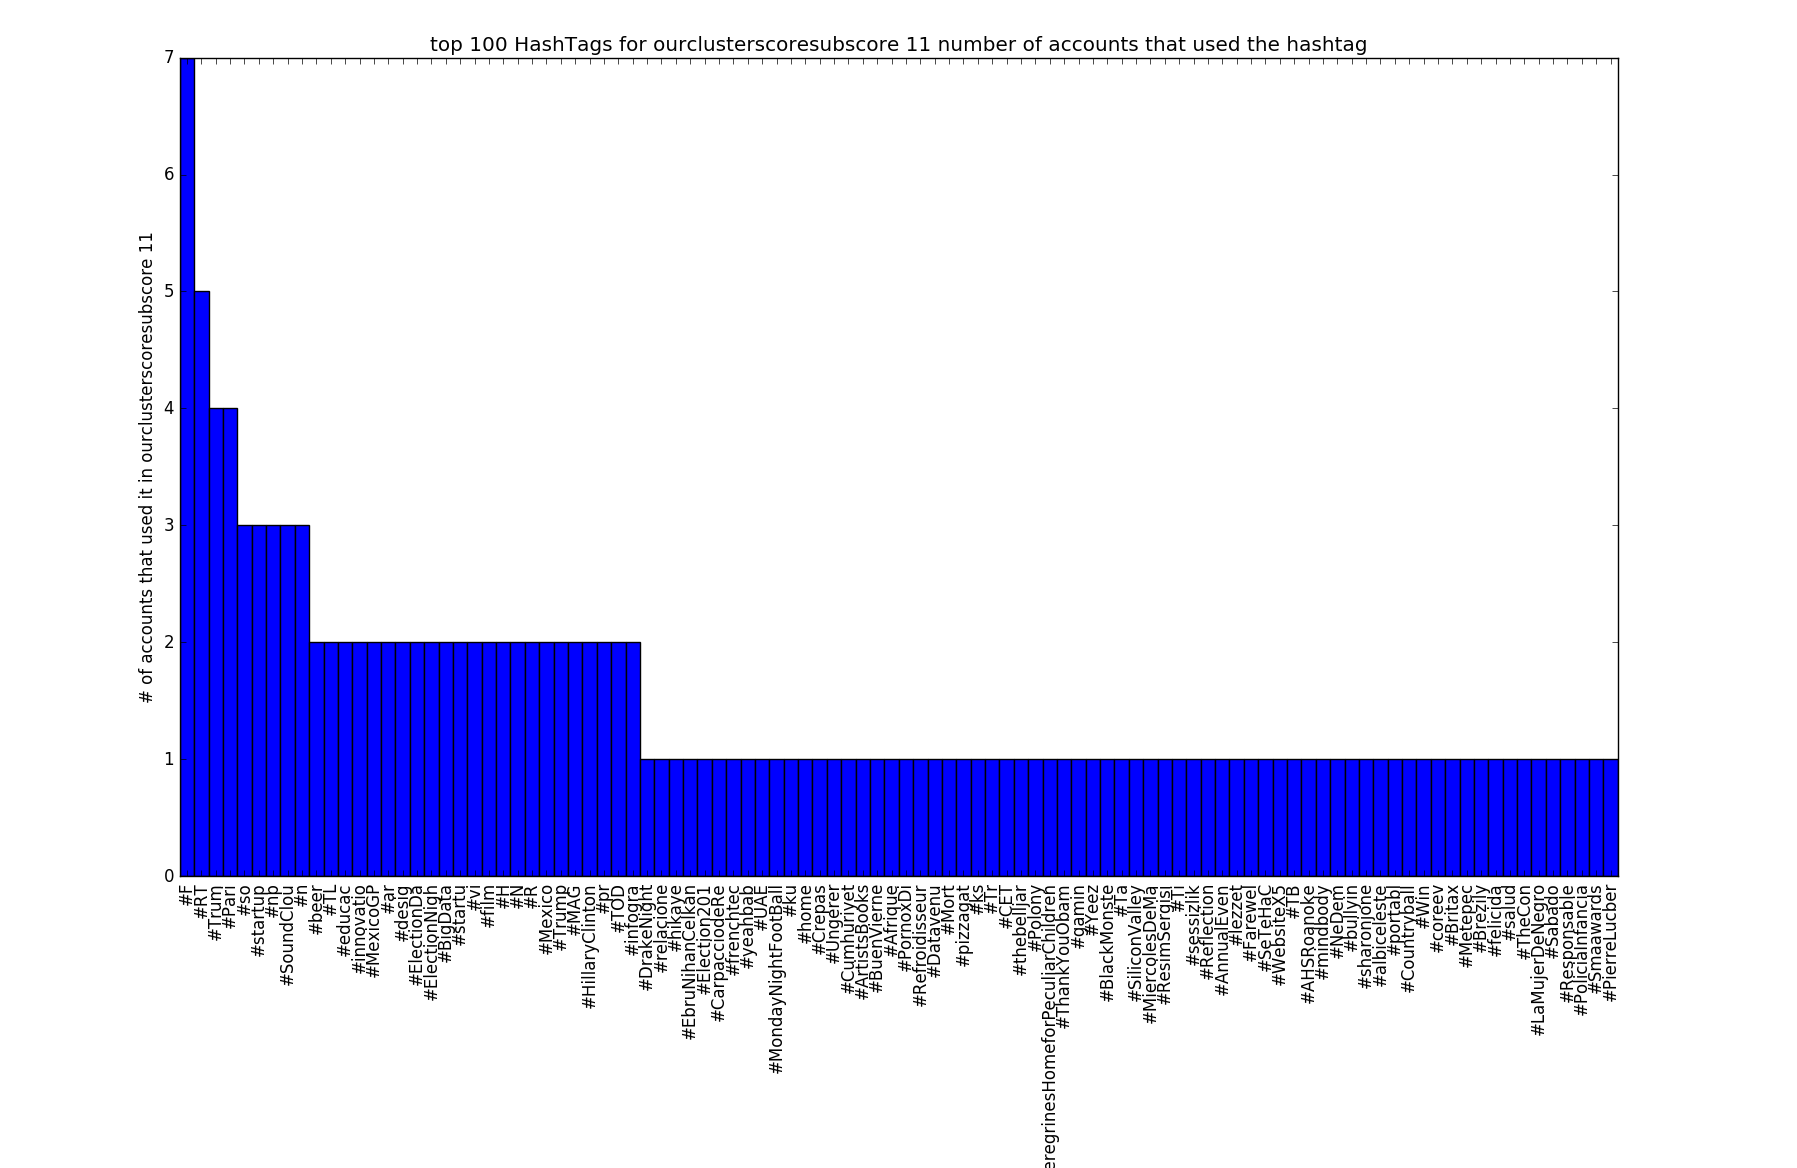 top 100 HashTags for ourclusterscoresubscore 11 number of accounts that used the hashtag
# of accounts that used it in ourclusterscoresubscore 11
7
6
5
4
3
2
1
0
#F
#RT
#Trum
#Pari
#so
#startup
#np
#SoundClou
#n
#beer
#TL
#educac
#innovatio
#MexicoGP
#ar
#desig
#ElectionDa
#ElectionNigh
#BigData
#startu
#vi
#film
#H
#N
#R
#Mexico
#Trump
#MAG
#HillaryClinton
#pr
#TOD
#infogra
#DrakeNight
#relacione
#hikaye
#EbruNihanCelkan
#Election201
#CarpacciodeRe
#frenchtec
#yeahbab
#UAE
#MondayNightFootBall
#ku
#home
#Crepas
#Ungerer
#Cumhuriyet
#ArtistsBooks
#BuenVierne
#Afrique
#PornoxDi
#Refroidisseur
#Datavenu
#Mort
#pizzagat
#ks
#Tr
#CET
#thebelljar
#Polony
eregrinesHomeforPeculiarChildren
#ThankYouObam
#gamin
#Yeez
#BlackMonste
#Ta
#SiliconValley
#MiercolesDeMa
#ResimSergisi
#Ti
#sessizlik
#Reflection
#AnnualEven
#lezzet
#Farewel
#SeTeHaC
#WebsiteX5
#TB
#AHSRoanoke
#mindbody
#NeDem
#bullyin
#sharonjone
#albiceleste
#portabl
#Countryball
#Win
#coreev
#Britax
#Metepec
#Brezily
#felicida
#salud
#TheCon
#LaMujerDeNegro
#Sabado
#Responsable
#PoliciaInfancia
#Smaawards
#PierreLucber